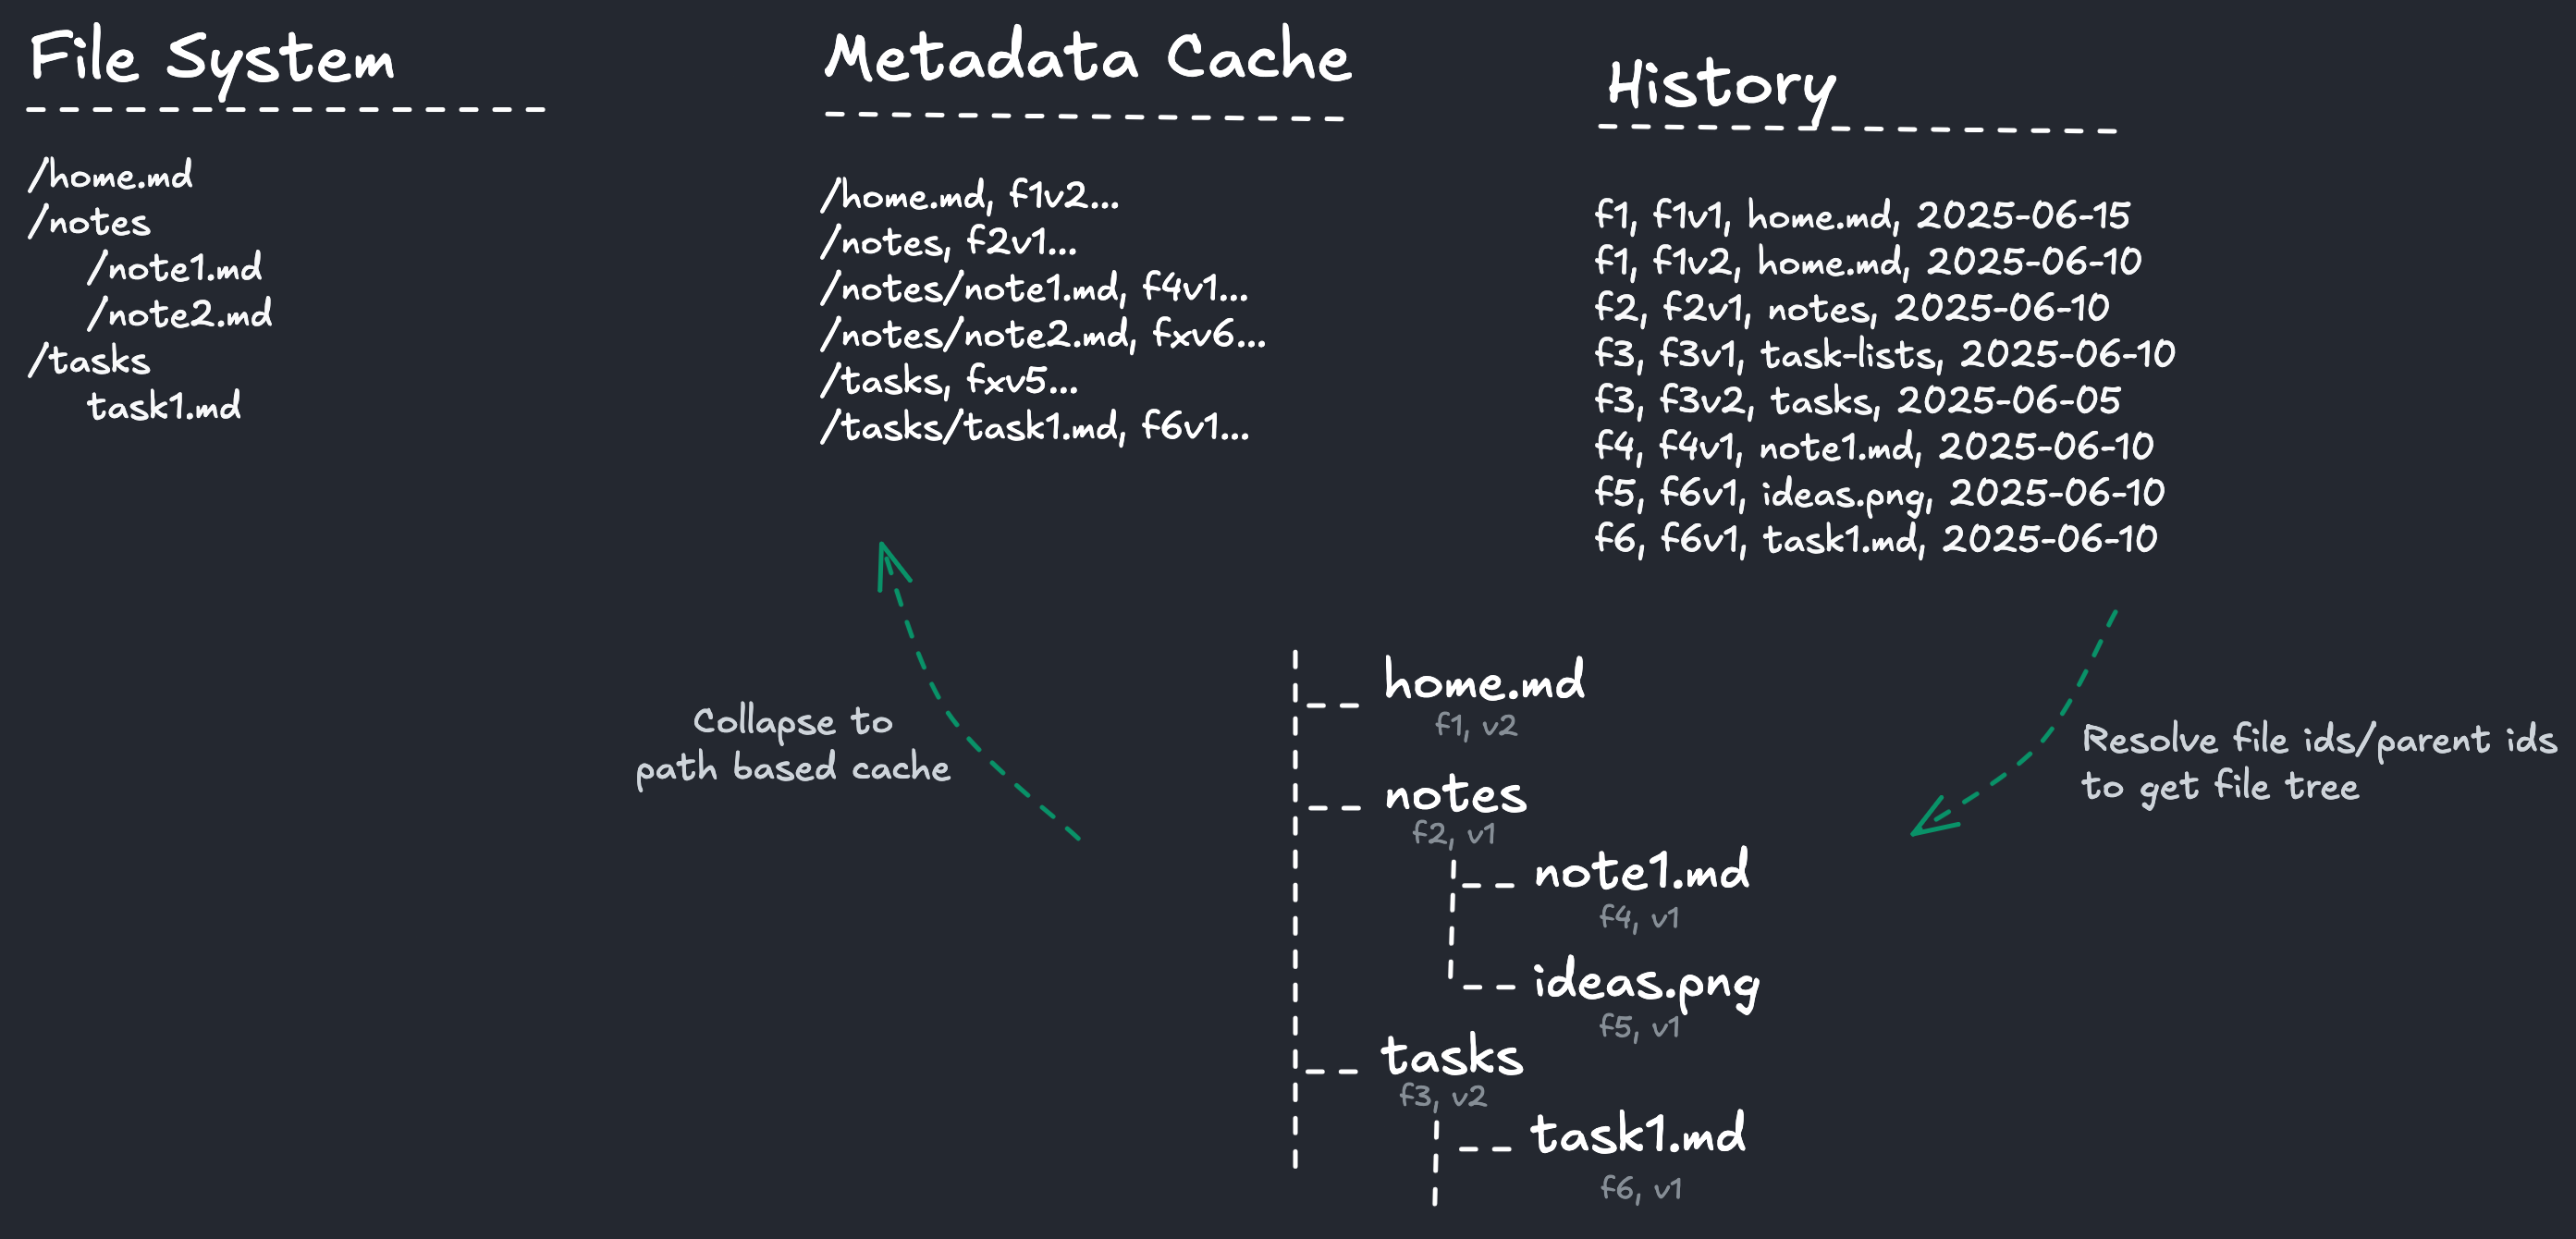 File System
/home.md
/notes
/note1.md
/note2.md
/tasks
task1.md
Metadata Cache
/home.md, f1v2...
/notes, f2v1...
/notes/note1.md, f4v1...
/notes/note2.md, fxv6...
/tasks, fxv5...
/tasks/task1.md, f6v1...
History
f1, f1v1, home.md, 2025-06-15
f1, f1v2, home.md, 2025-06-10
f2, f2v1, notes, 2025-06-10
f3, f3v1, task-lists, 2025-06-10
f3, f3v2, tasks, 2025-06-05
f4, f4v1, note1.md, 2025-06-10
f5, f6v1, ideas.png, 2025-06-10
f6, f6v1, task1.md, 2025-06-10
Collapse to
path based cache
home.md
f1, v2
notes
f2, v1
note1.md
f4, v1
ideas.png
f5, v1
tasks
f3, v2
task1.md
f6, v1
Resolve file ids/parent ids
to get file tree